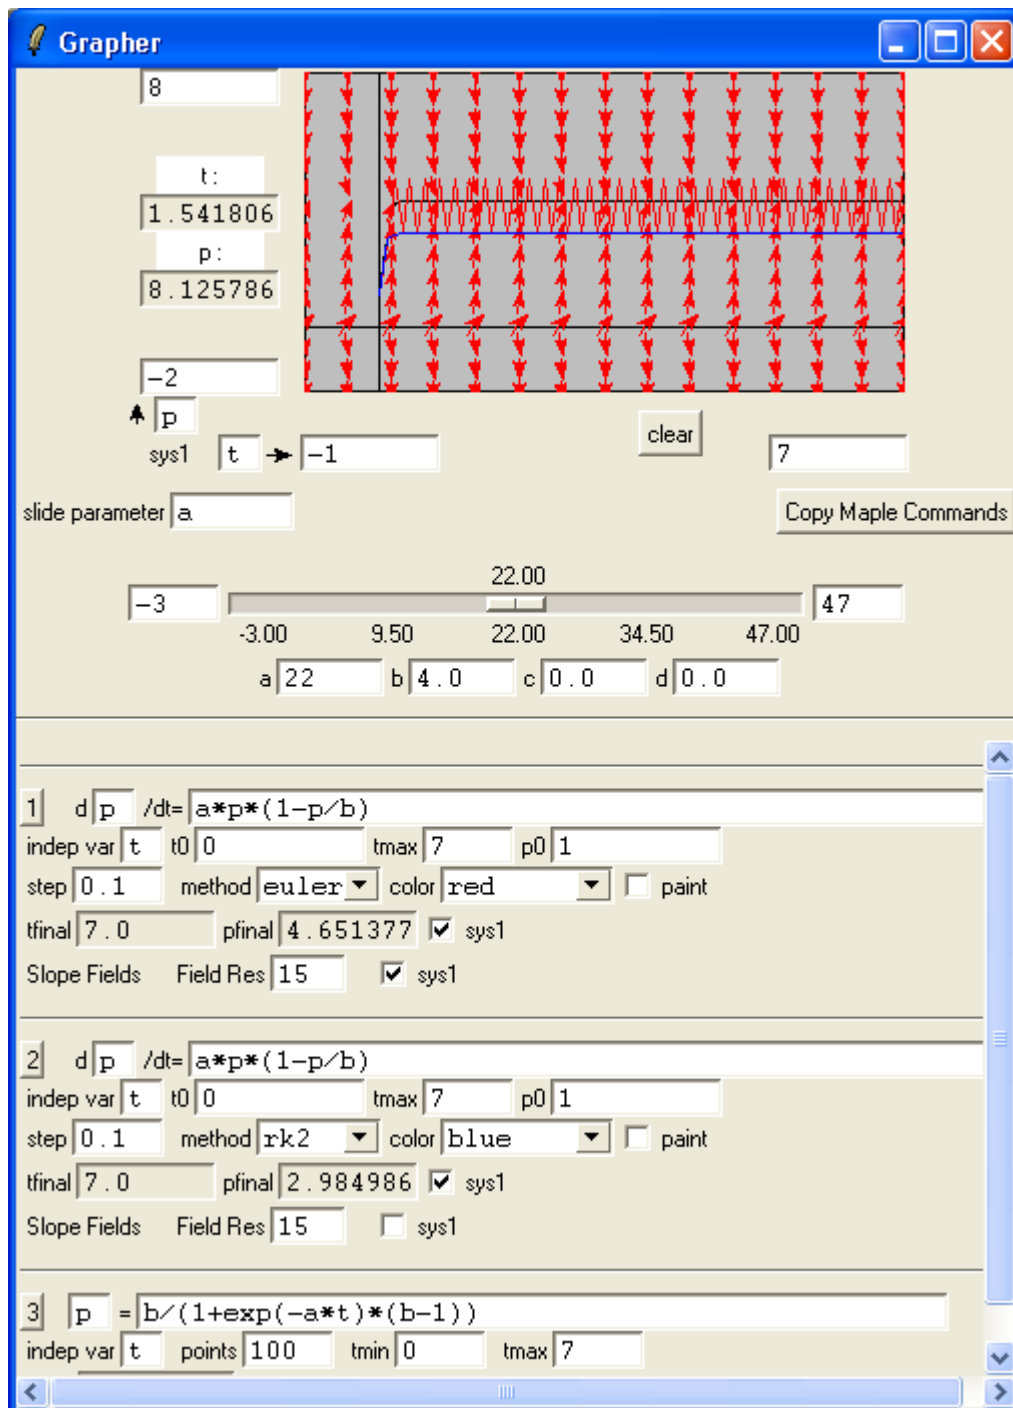 Grapher
8
t:
1.541806
p:
8.125786
-2
p
sys1 t -1 clear 7
slide parameter a Copy Maple Commands
22.00
-3 47
-3.00 9.50 22.00 34.50 47.00
a 22 b 4.0 c 0.0 d 0.0
1 d p /dt= a*p*(1-p/b)
indep var t t0 0 tmax 7 p0 1
step 0.1 method euler color red paint
tfinal 7.0 pfinal 4.651377 sys1
Slope Fields Field Res 15 sys1
2 d p /dt= a*p*(1-p/b)
indep var t t0 0 tmax 7 p0 1
step 0.1 method rk2 color blue paint
tfinal 7.0 pfinal 2.984986 sys1
Slope Fields Field Res 15 sys1
3 p = b/(1+exp(-a*t)*(b-1))
indep var t points 100 tmin 0 tmax 7